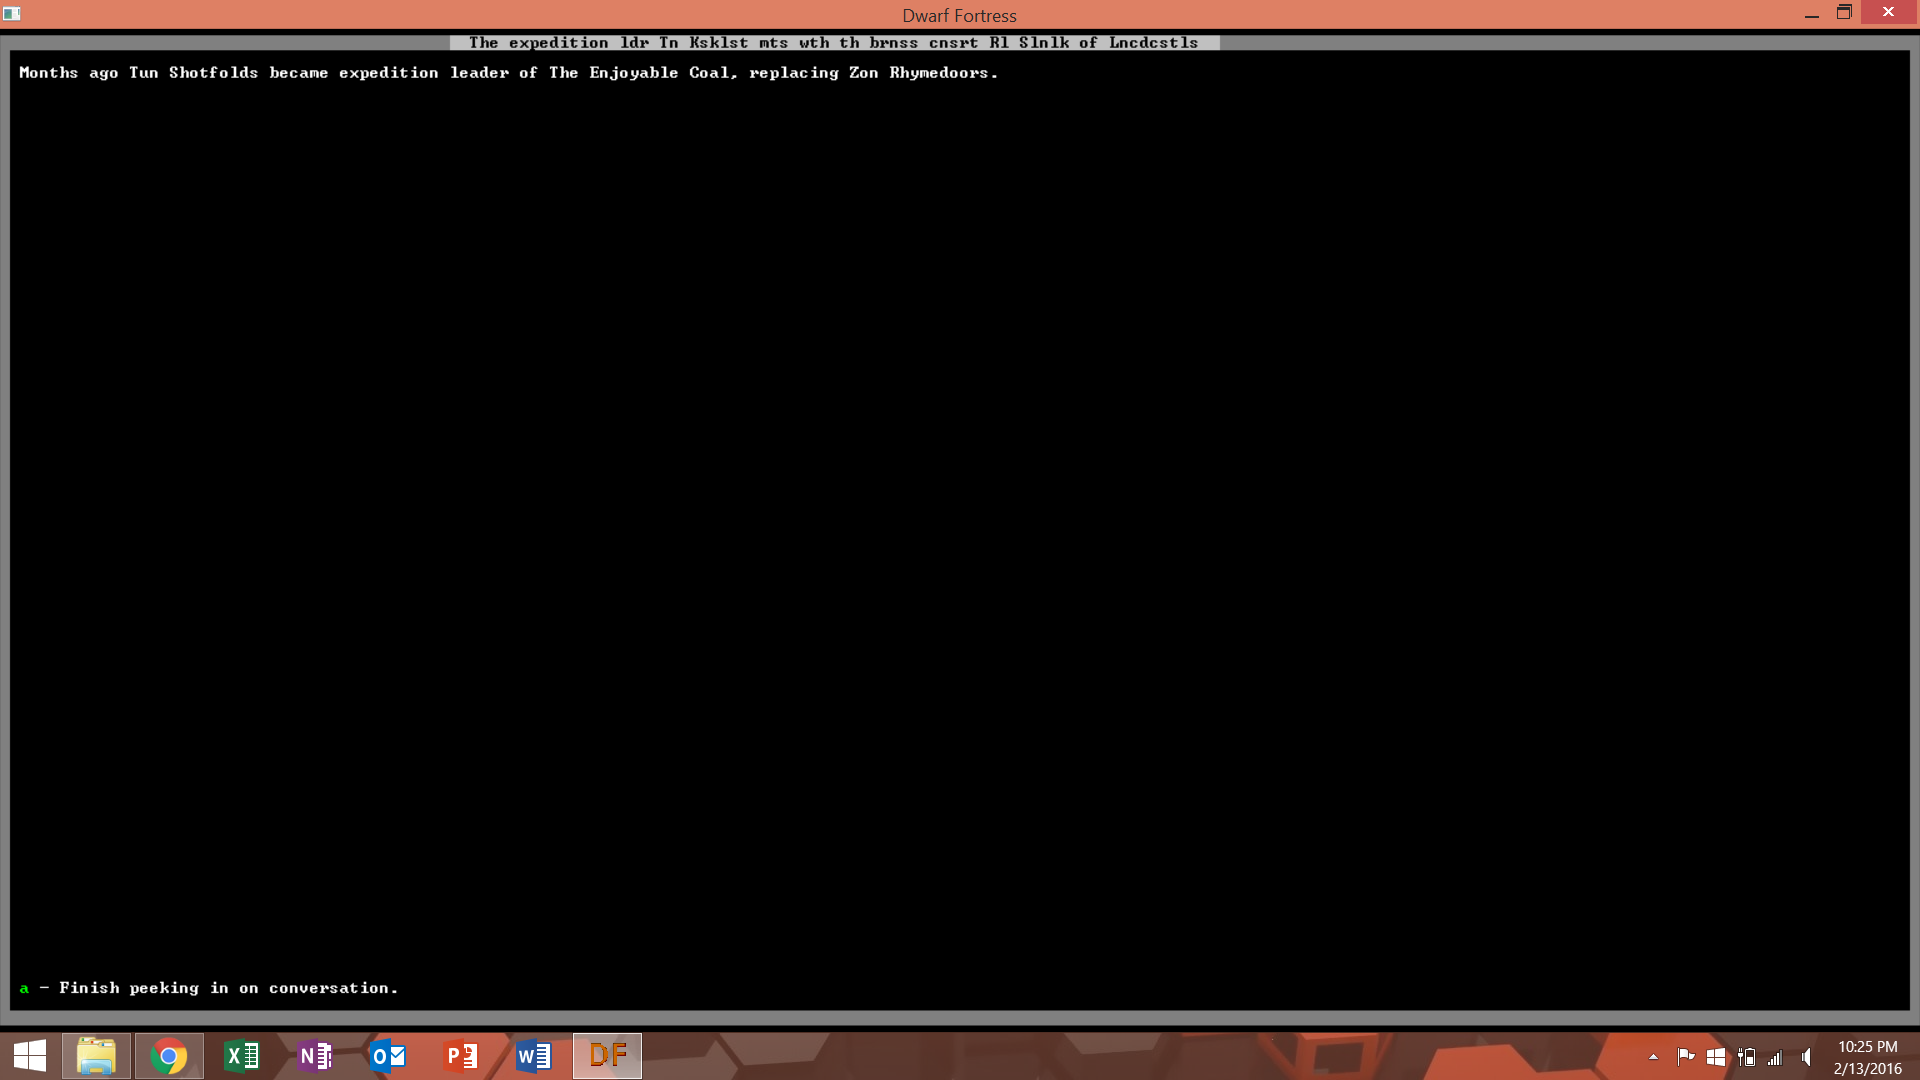 Dwarf Fortress
The expedition ldr Tn Ksklst mts wth th brnss cnsrt Rl Slnlk of Lncdcstls
Months ago Tun Shotfolds became expedition leader of The Enjoyable Coal, replacing Zon Rhymedoors.
a - Finish peeking in on conversation.
DF
10:25 PM
2/13/2016